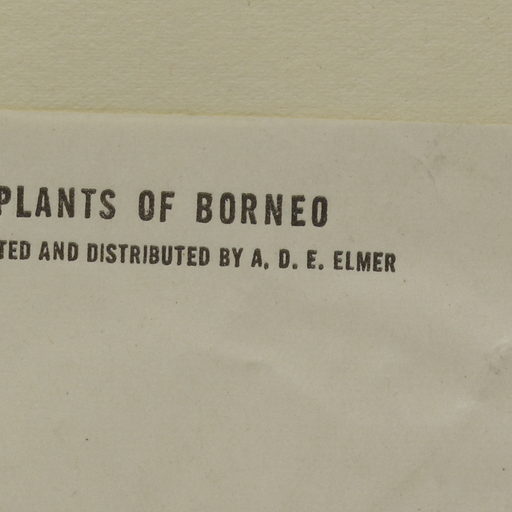 PLANTS OF BORNEO
TED AND DISTRIBUTED BY A. D. E. ELMER